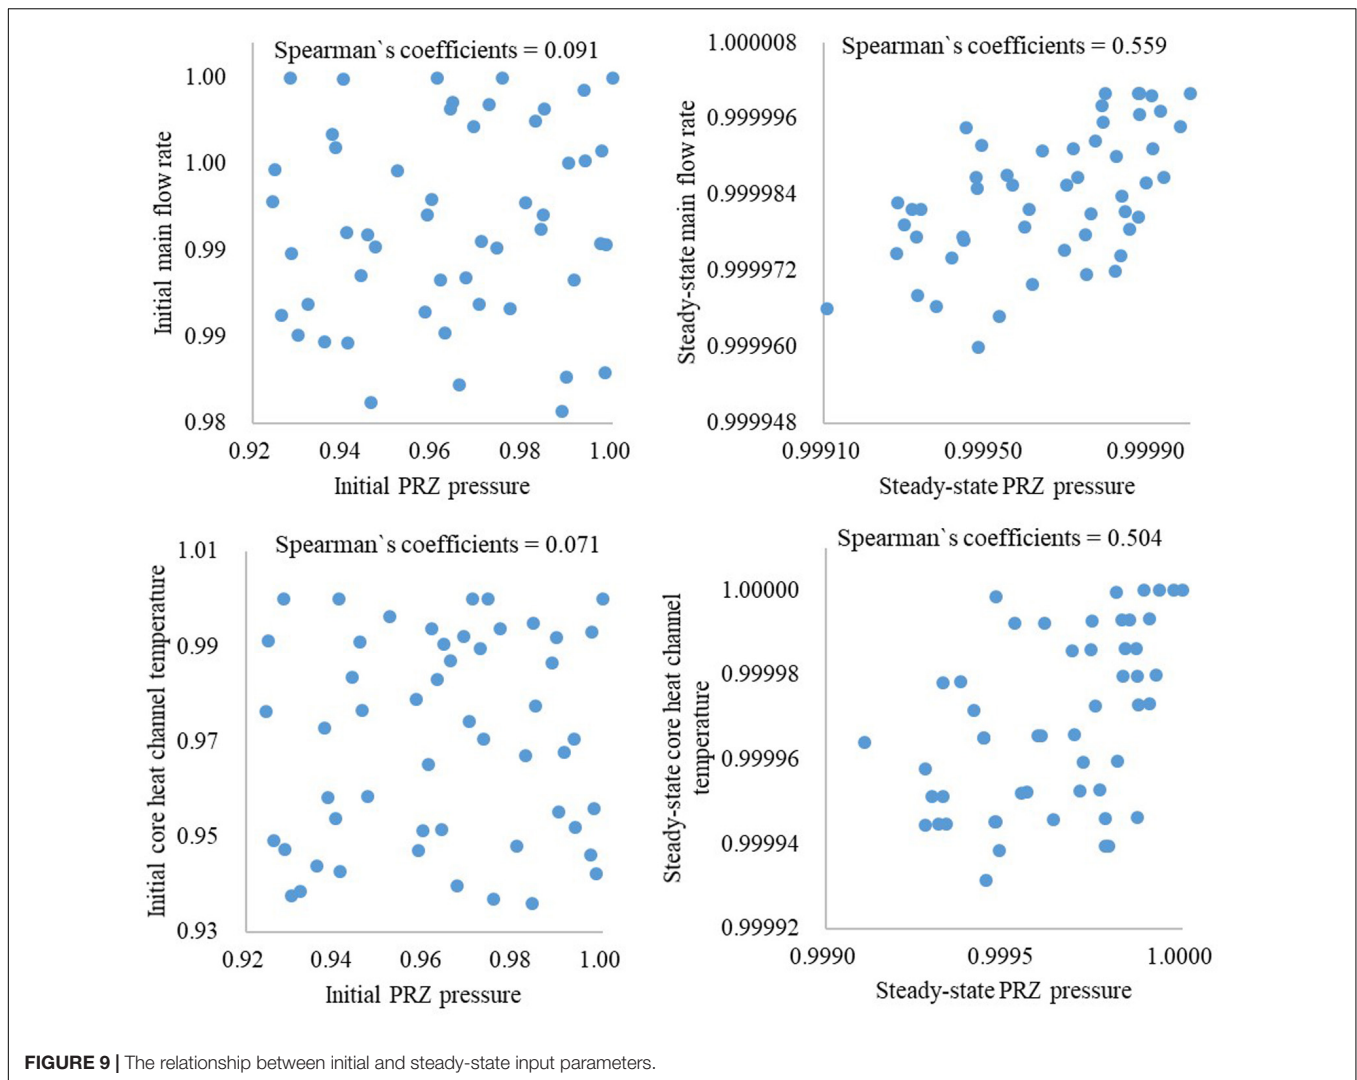 Spearman`s coefficients = 0.091
1.00
1.00
0.99
0.99
0.98
Initial main flow rate
0.92 0.94 0.96 0.98 1.00
Initial PRZ pressure
Spearman`s coefficients = 0.559
1.000008
0.999996
0.999984
0.999972
0.999960
0.999948
Steady-state main flow rate
0.99910 0.99950 0.99990
Steady-state PRZ pressure
Spearman`s coefficients = 0.071
1.01
0.99
0.97
0.95
0.93
Initial core heat channel temperature
0.92 0.94 0.96 0.98 1.00
Initial PRZ pressure
Spearman`s coefficients = 0.504
1.00000
0.99998
0.99996
0.99994
0.99992
Steady-state core heat channel
temperature
0.9990 0.9995 1.0000
Steady-state PRZ pressure
FIGURE 9 | The relationship between initial and steady-state input parameters.